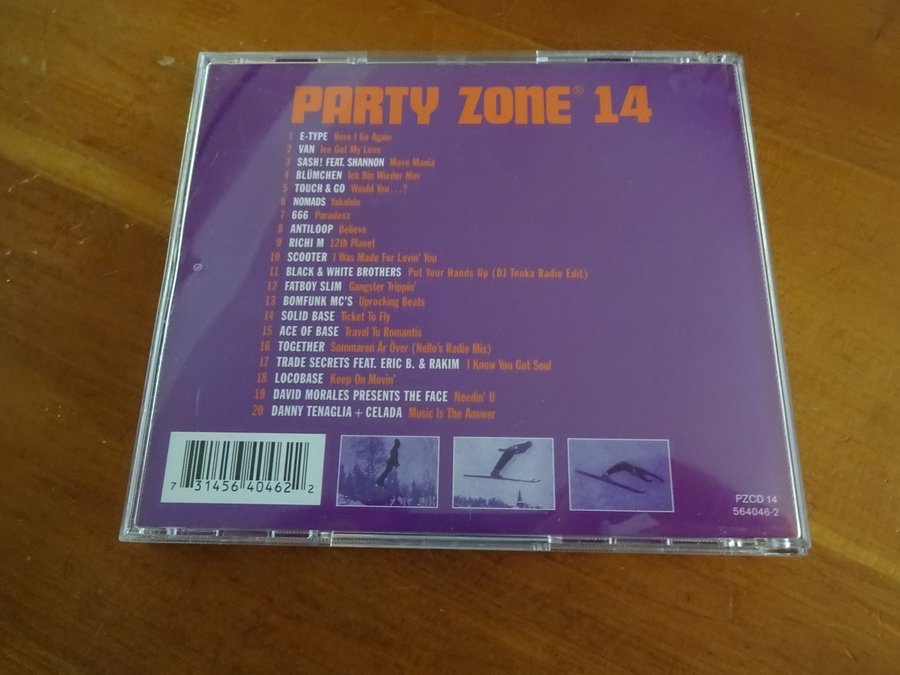 PARTY ZONE® 14
1 E-TYPE Here I Go Again
2 VAN Ice Got My Love
3 SASH! FEAT. SHANNON Move Mania
4 BLÜMCHEN Ich Bin Wieder Hier
5 TOUCH & GO Would You...?
6 NOMADS Yakalelo
7 666 Paradoxx
8 ANTILOOP Believe
9 RICHI M 12th Planet
10 SCOOTER I Was Made For Lovin' You
11 BLACK & WHITE BROTHERS Put Your Hands Up (DJ Tonka Radio Edit)
12 FATBOY SLIM Gangster Trippin'
13 BOMFUNK MC'S Uprocking Beats
14 SOLID BASE Ticket To Fly
15 ACE OF BASE Travel To Romantis
16 TOGETHER Sommaren Är Över (Nello's Radio Mix)
17 TRADE SECRETS FEAT. ERIC B. & RAKIM I Know You Got Soul
18 LOCOBASE Keep On Movin'
19 DAVID MORALES PRESENTS THE FACE Needin' U
20 DANNY TENAGLIA + CELADA Music Is The Answer
7 31456 40462 2
PZCD 14
564046-2